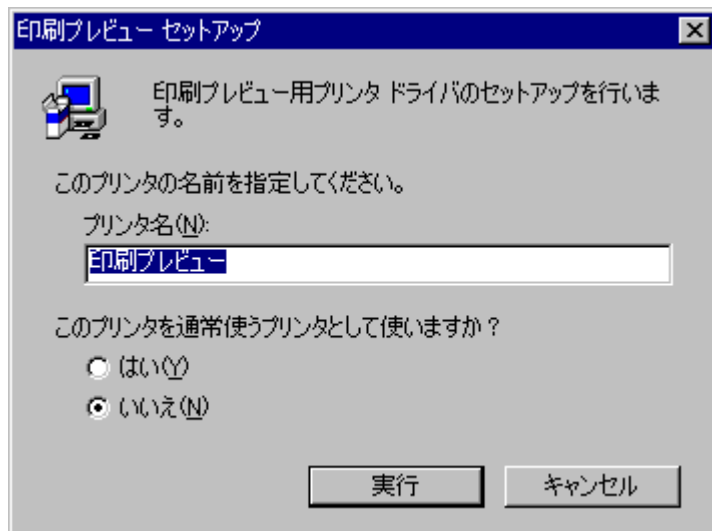 印刷プレビュー セットアップ
印刷プレビュー用プリンタ ドライバのセットアップを行いま
す。
このプリンタの名前を指定してください。
プリンタ名(N):
印刷プレビュー
このプリンタを通常使うプリンタとして使いますか？
はい(Y)
いいえ(N)
実行 キャンセル